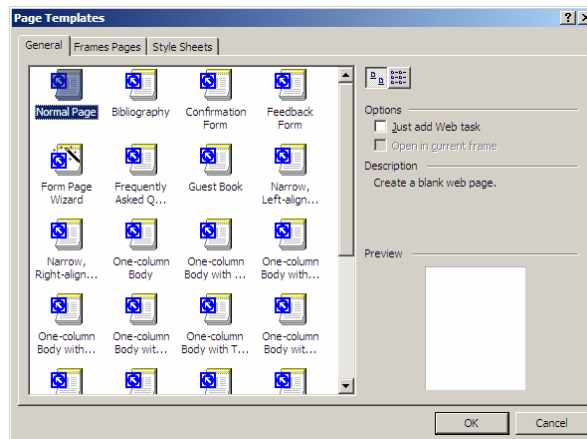 Page Templates
General Frames Pages Style Sheets
Normal Page Bibliography Confirmation Form Feedback Form
Form Page Wizard Frequently Asked Q... Guest Book Narrow, Left-align...
Narrow, Right-align... One-column Body One-column Body with ... One-column Body with...
One-column Body with... One-column Body wit... One-column Body with T... One-column Body wit...
Options
Just add Web task
Open in current frame
Description
Create a blank web page.
Preview
OK Cancel